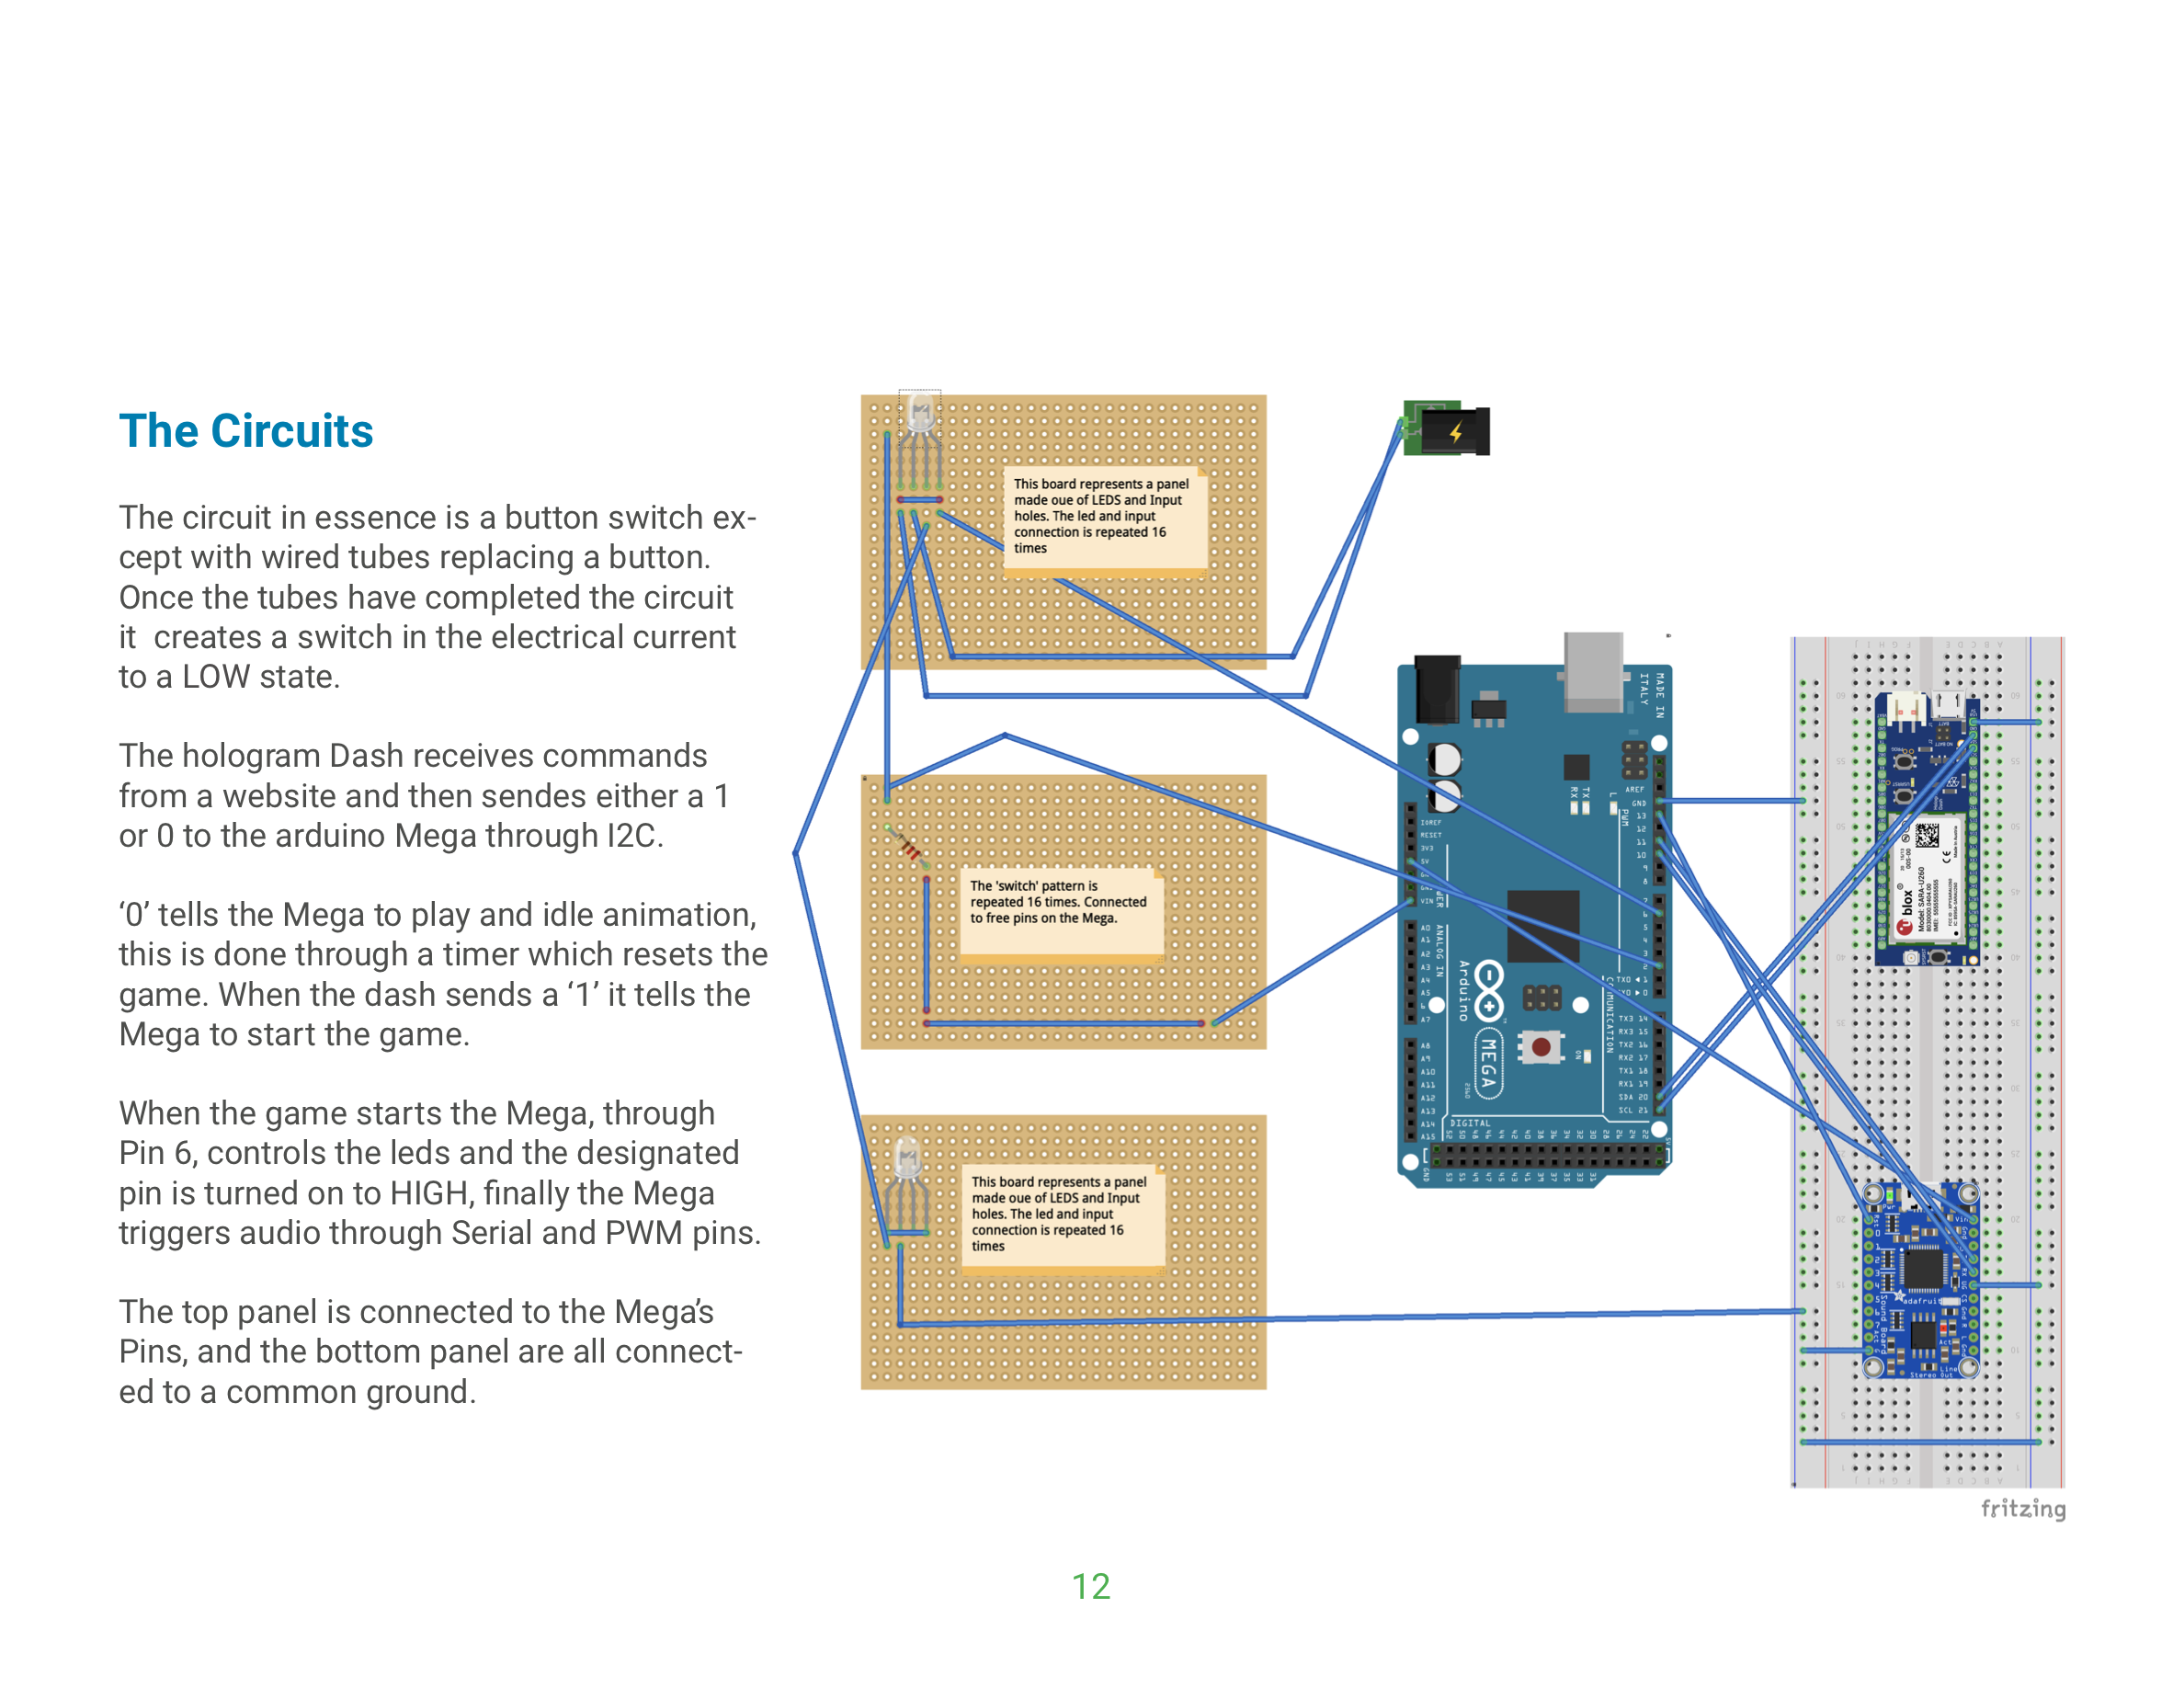 The Circuits
The circuit in essence is a button switch ex-
cept with wired tubes replacing a button.
Once the tubes have completed the circuit
it  creates a switch in the electrical current
to a LOW state.
The hologram Dash receives commands
from a website and then sendes either a 1
or 0 to the arduino Mega through I2C.
‘0’ tells the Mega to play and idle animation,
this is done through a timer which resets the
game. When the dash sends a ‘1’ it tells the
Mega to start the game.
When the game starts the Mega, through
Pin 6, controls the leds and the designated
pin is turned on to HIGH, finally the Mega
triggers audio through Serial and PWM pins.
The top panel is connected to the Mega’s
Pins, and the bottom panel are all connect-
ed to a common ground.
This board represents a panel
made oue of LEDS and Input
holes. The led and input
connection is repeated 16
times
The 'switch' pattern is
repeated 16 times. Connected
to free pins on the Mega.
This board represents a panel
made oue of LEDS and Input
holes. The led and input
connection is repeated 16
times
MADE IN
ITALY
RX
TX
L
PWM
AREF
GND
13
12
11
10
9
8
7
6
5
4
3
2
TX0 ◄ 1
0
TX3 14
RX3 15
TX2 16
RX2 17
TX1 18
RX1 19
SDA 20
SCL 21
IOREF
RESET
3V3
5V
VIN
ANALOG IN
A0
A1
A2
A3
A4
A5
A7
A8
A9
A10
A11
A12
A13
A14
A15
Arduino
MEGA
2560
ON
COMMUNICATION
DIGITAL
ublox
Model: SARA-U260
adafruit
Sound Board
Vin
Stereo Out
fritzing
12